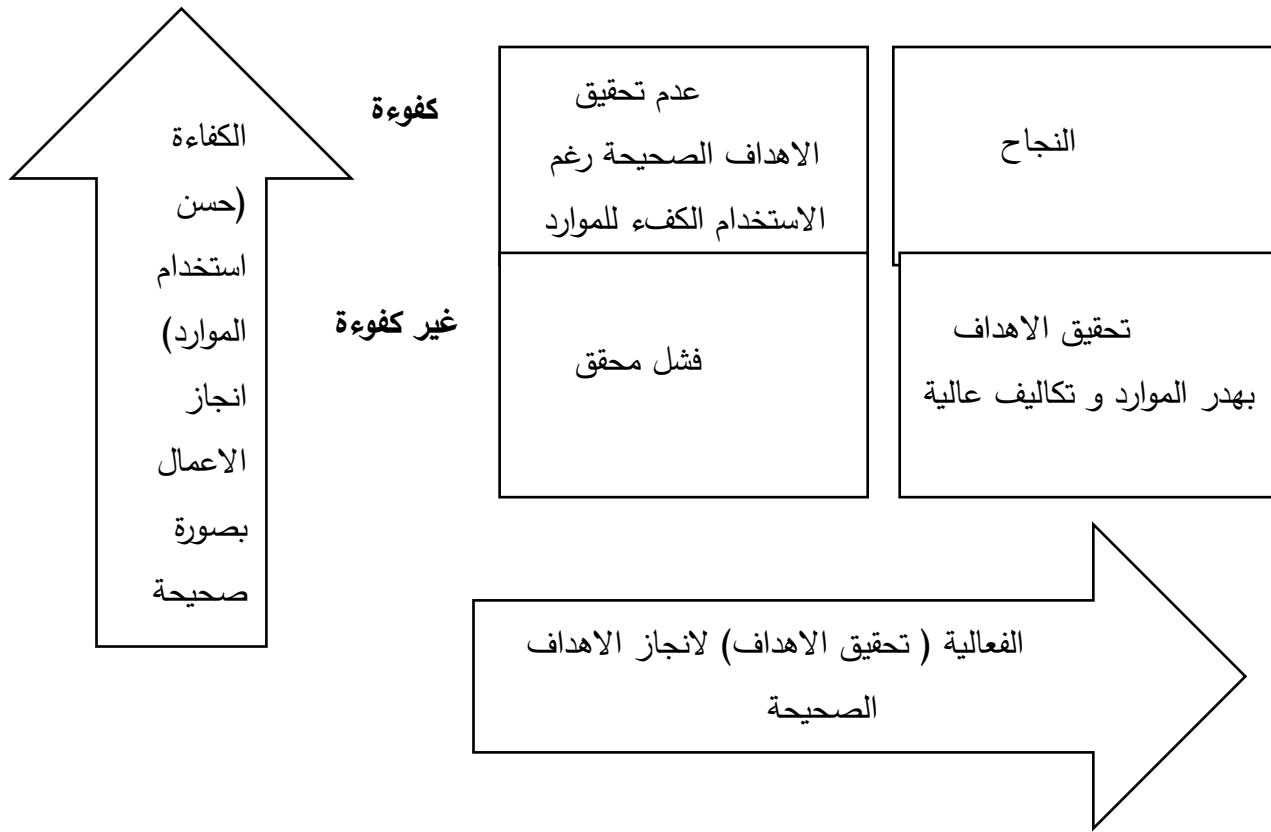 الكفاءة
(حسن
استخدام
الموارد)
انجاز
الاعمال
بصورة
صحيحة
كفوءة
غير كفوءة
عدم تحقيق
الاهداف الصحيحة رغم
الاستخدام الكفء للموارد
النجاح
فشل محقق
تحقيق الاهداف
بهدر الموارد و تكاليف عالية
الفعالية ( تحقيق الاهداف) لانجاز الاهداف
الصحيحة